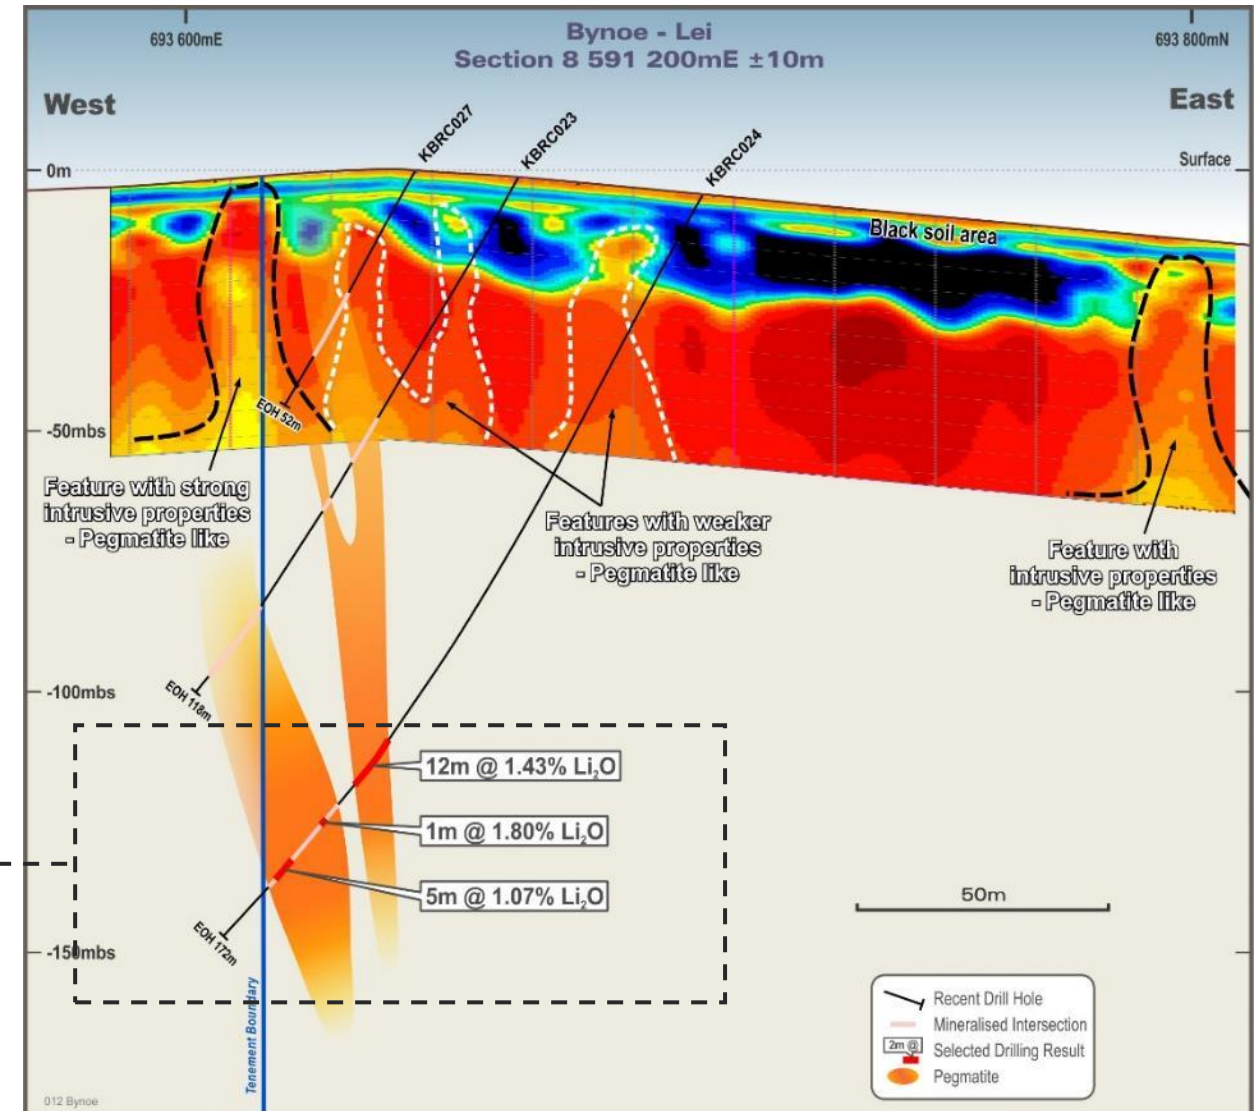 693 600mE
Bynoe - Lei
693 800mN
Section 8 591 200mE ±10m
West
East
KBRC027
KBRC023
KBRC024
0m
Surface
Black soil area
EOH 52m
-50mbs
Feature with strong
intrusive properties
- Pegmatite like
Features with weaker
intrusive properties
- Pegmatite like
Feature with
intrusive properties
- Pegmatite like
-100mbs
EOH 118m
12m @ 1.43% Li₂O
1m @ 1.80% Li₂O
5m @ 1.07% Li₂O
50m
EOH 172m
-150mbs
Tenement Boundary
Recent Drill Hole
Mineralised Intersection
2m @
Selected Drilling Result
Pegmatite
012 Bynoe